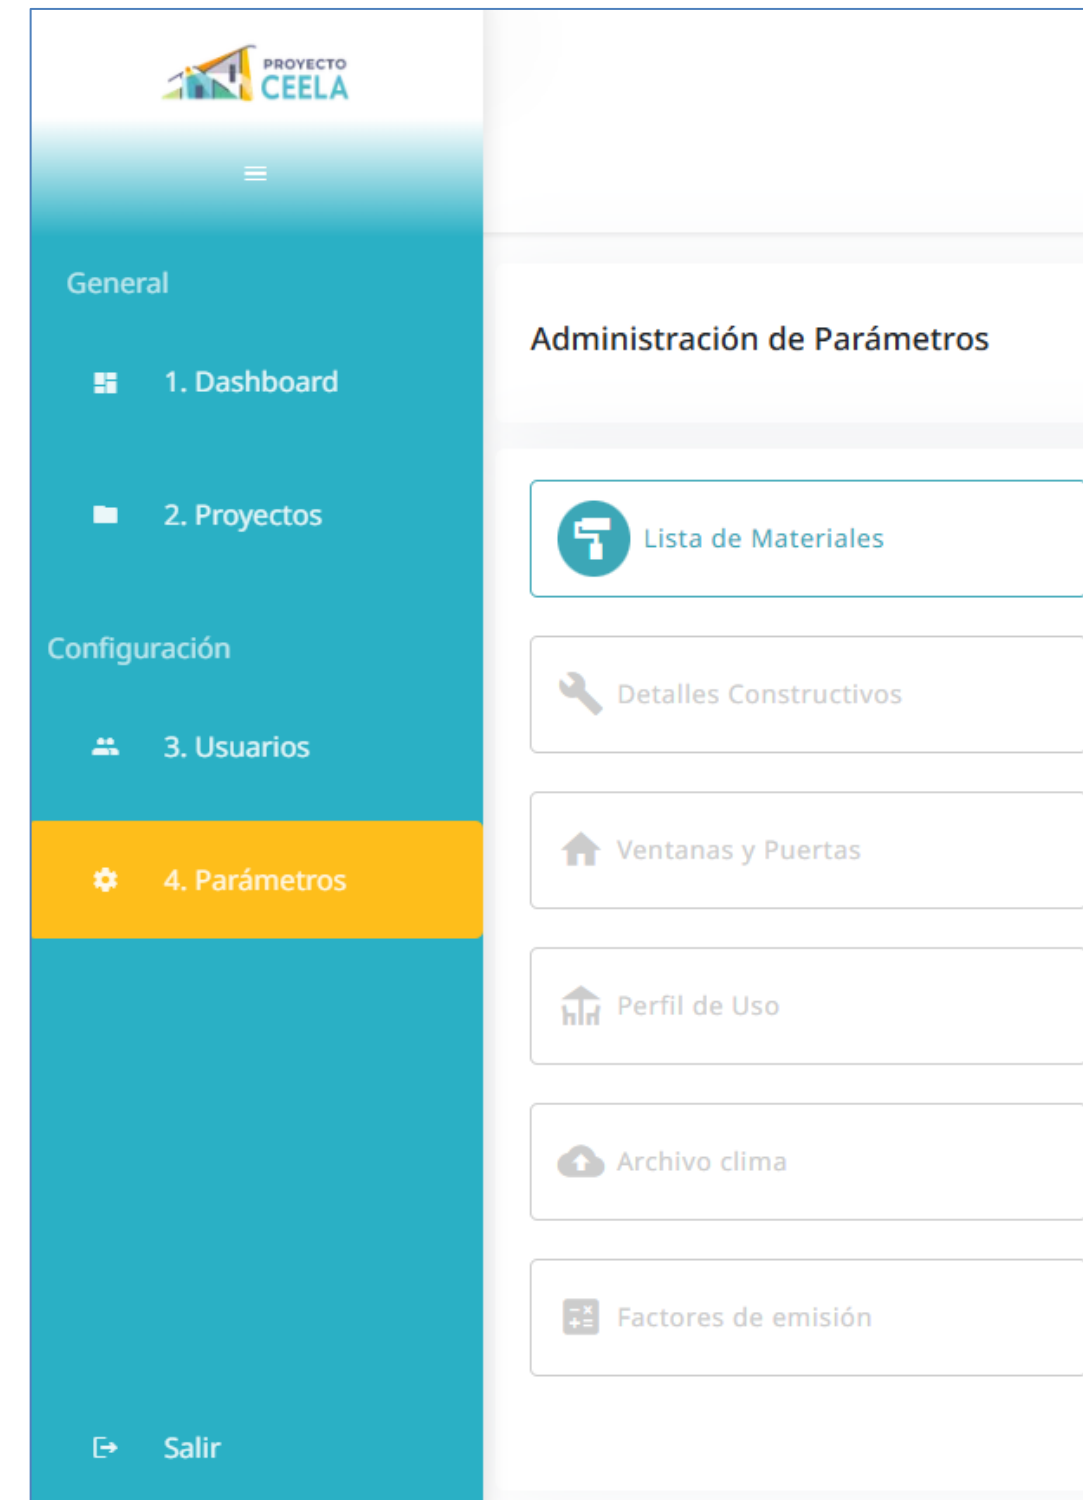 PROYECTO
CEELA
General
1. Dashboard
2. Proyectos
Configuración
3. Usuarios
4. Parámetros
Salir
Administración de Parámetros
Lista de Materiales
Detalles Constructivos
Ventanas y Puertas
Perfil de Uso
Archivo clima
Factores de emisión